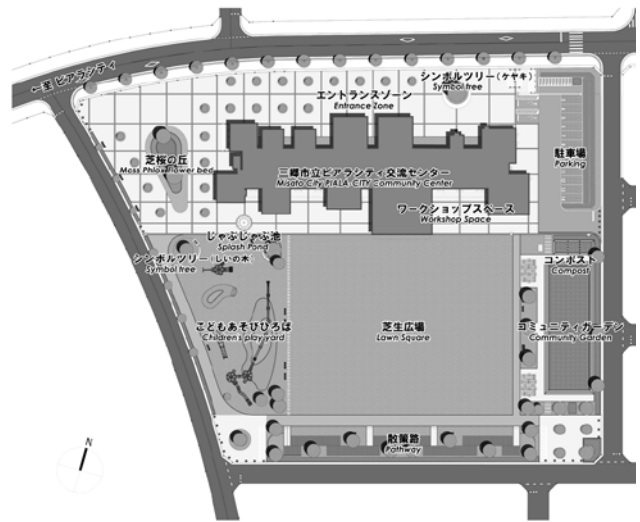 ←至 ピアラシティ
シンボルツリー(ケヤキ)
Symbol tree
エントランスゾーン
Entrance Zone
駐車場
Parking
芝桜の丘
Moss Phlox flower bed
三郷市立ピアラシティ交流センター
Misato City PIALA CITY Community Center
ワークショップスペース
Workshop Space
じゃぶじゃぶ池
Splash Pond
シンボルツリー(しいの木)
Symbol tree
コンポスト
Compost
こどもあそびひろば
Children's play yard
芝生広場
Lawn Square
コミュニティガーデン
Community Garden
散策路
Pathway
N